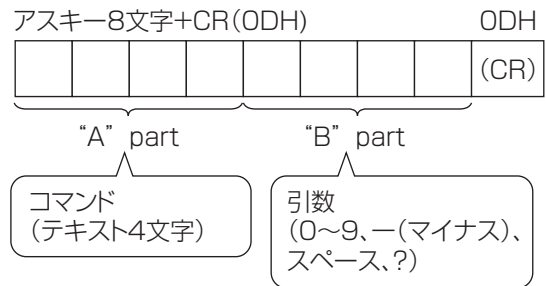 アスキー8文字+CR(0DH) 0DH
(CR)
“A” part “B” part
コマンド
(テキスト4文字)
引数
(0～9、ー(マイナス)、
スペース、?)